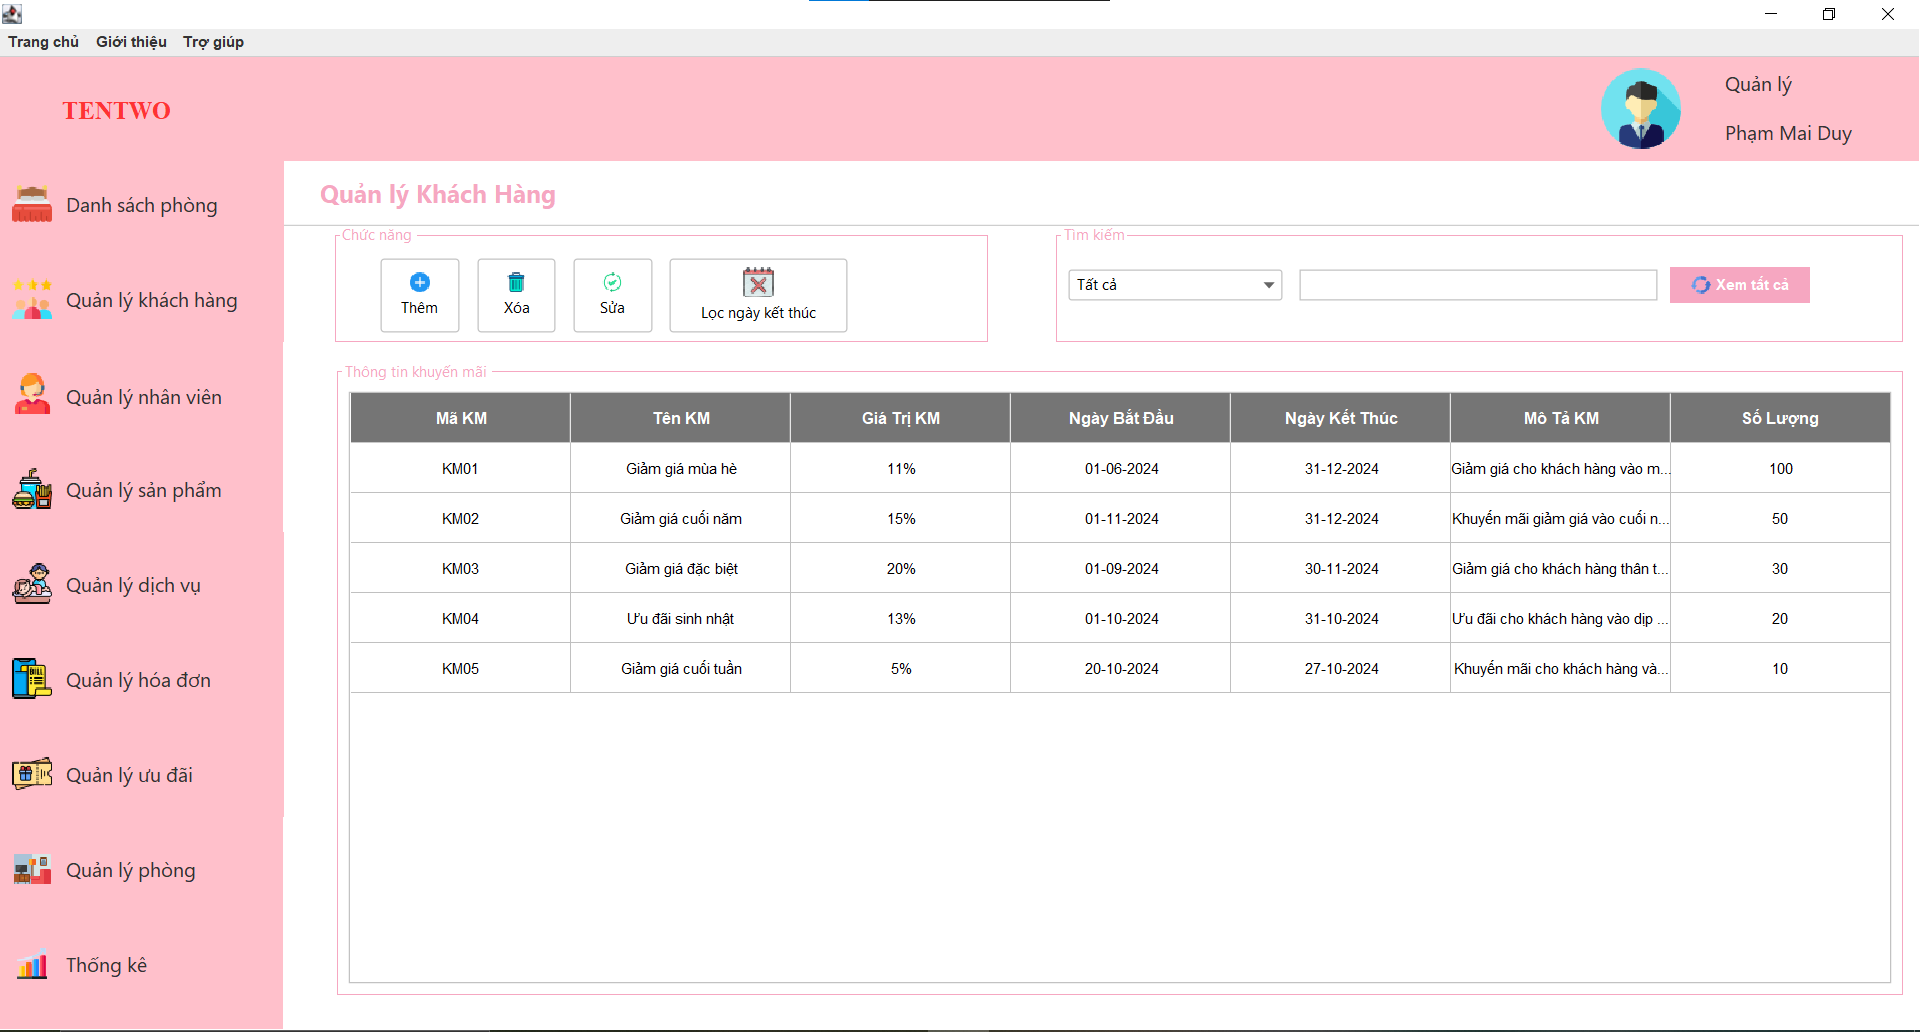 Trang chủ Giới thiệu Trợ giúp
TENTWO
Quản lý
Phạm Mai Duy
Danh sách phòng
Quản lý khách hàng
Quản lý nhân viên
Quản lý sản phẩm
Quản lý dịch vụ
Quản lý hóa đơn
Quản lý ưu đãi
Quản lý phòng
Thống kê
Quản lý Khách Hàng
Chức năng
Thêm
Xóa
Sửa
Lọc ngày kết thúc
Tìm kiếm
Tất cả
Xem tất cả
Thông tin khuyến mãi
Mã KM Tên KM Giá Trị KM Ngày Bắt Đầu Ngày Kết Thúc Mô Tả KM Số Lượng
KM01 Giảm giá mùa hè 11% 01-06-2024 31-12-2024 Giảm giá cho khách hàng vào m... 100
KM02 Giảm giá cuối năm 15% 01-11-2024 31-12-2024 Khuyến mãi giảm giá vào cuối n... 50
KM03 Giảm giá đặc biệt 20% 01-09-2024 30-11-2024 Giảm giá cho khách hàng thân t... 30
KM04 Ưu đãi sinh nhật 13% 01-10-2024 31-10-2024 Ưu đãi cho khách hàng vào dịp ... 20
KM05 Giảm giá cuối tuần 5% 20-10-2024 27-10-2024 Khuyến mãi cho khách hàng và... 10